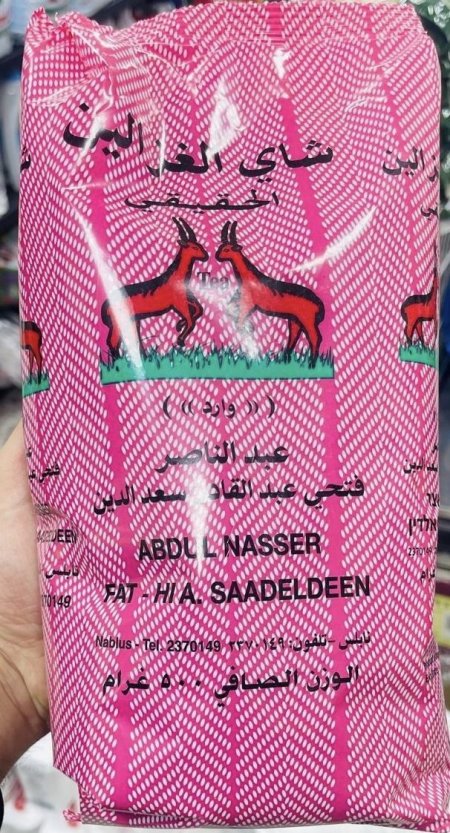 شاي الغزالين
الحقيقي
Tea
( (( وارد )) )
عبد الناصر
فتحي عبد القادر سعد الدين
ABDUL NASSER
FAT - HI A. SAADELDEEN
Nablus - Tel. 2370149 نابلس - تلفون: ٢٣٧٠١٤٩
الوزن الصافي ٥٠٠ غرام